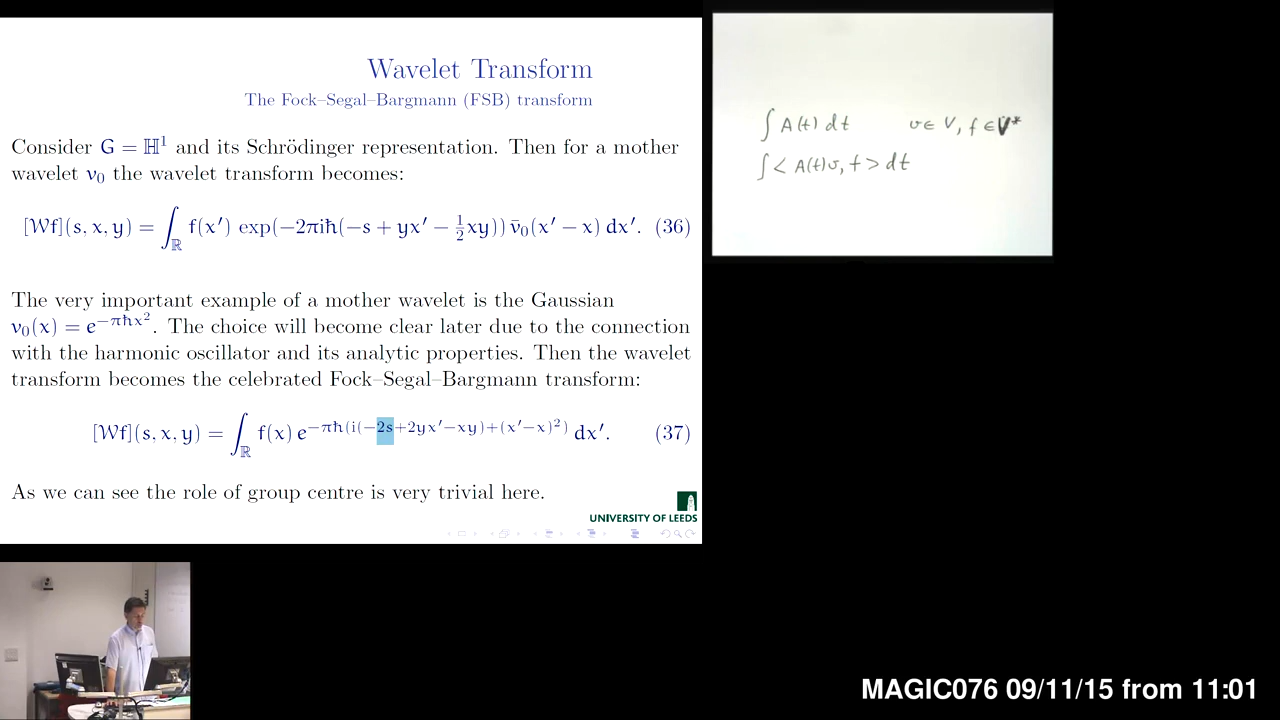 Wavelet Transform
The Fock–Segal–Bargmann (FSB) transform
Consider G = ℍ¹ and its Schrödinger representation. Then for a mother
wavelet v₀ the wavelet transform becomes:
[𝒲f](s, x, y) = ∫_ℝ f(x′) exp(−2πiħ(−s + yx′ − ½xy)) v̄₀(x′ − x) dx′. (36)
The very important example of a mother wavelet is the Gaussian
v₀(x) = e^{−πħx²}. The choice will become clear later due to the connection
with the harmonic oscillator and its analytic properties. Then the wavelet
transform becomes the celebrated Fock–Segal–Bargmann transform:
[𝒲f](s, x, y) = ∫_ℝ f(x) e^{−πħ(i(−2s+2yx′−xy)+(x′−x)²)} dx′. (37)
As we can see the role of group centre is very trivial here.
UNIVERSITY OF LEEDS
∫ A(t) dt v ∈ V, f ∈ V*
∫ < A(t)v, f > dt
MAGIC076 09/11/15 from 11:01